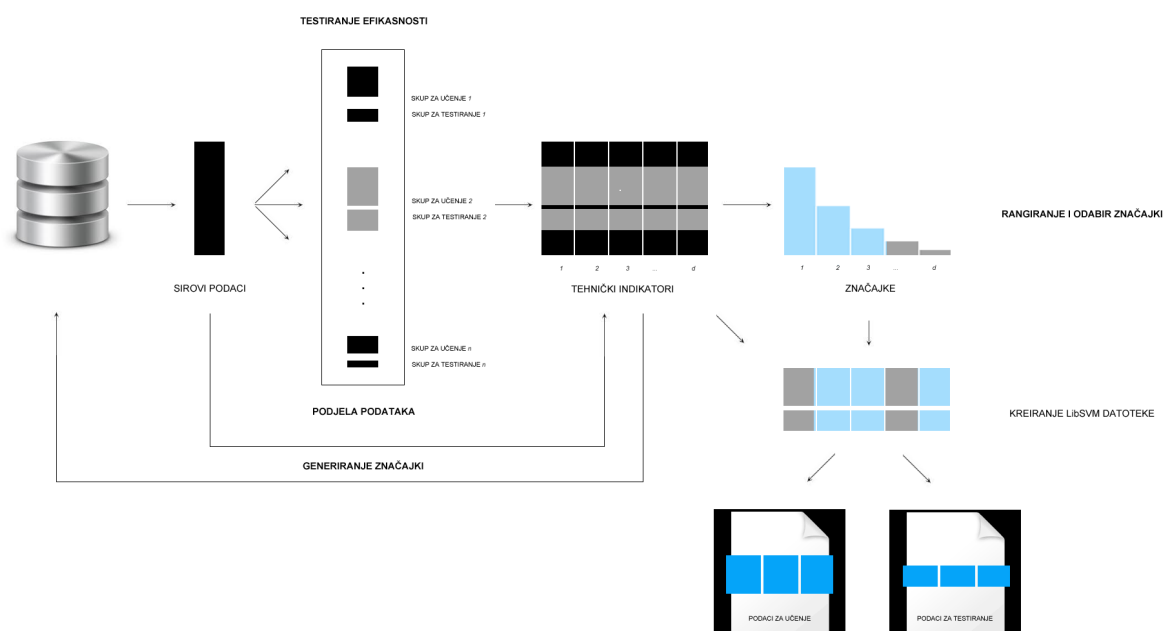 TESTIRANJE EFIKASNOSTI
SKUP ZA UČENJE 1
SKUP ZA TESTIRANJE 1
SKUP ZA UČENJE 2
SKUP ZA TESTIRANJE 2
RANGIRANJE I ODABIR ZNAČAJKI
1 2 3 ... d
1 2 3 ... d
SIROVI PODACI
TEHNIČKI INDIKATORI
ZNAČAJKE
SKUP ZA UČENJE n
SKUP ZA TESTIRANJE n
PODJELA PODATAKA
KREIRANJE LibSVM DATOTEKE
GENERIRANJE ZNAČAJKI
PODACI ZA UČENJE
PODACI ZA TESTIRANJE